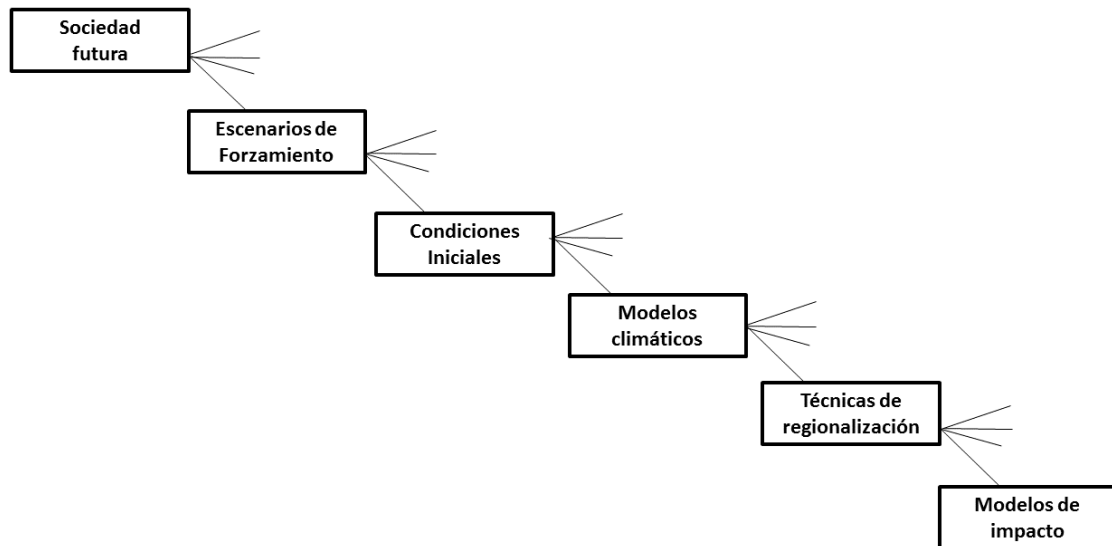 Sociedad
futura
Escenarios de
Forzamiento
Condiciones
Iniciales
Modelos
climáticos
Técnicas de
regionalización
Modelos de
impacto